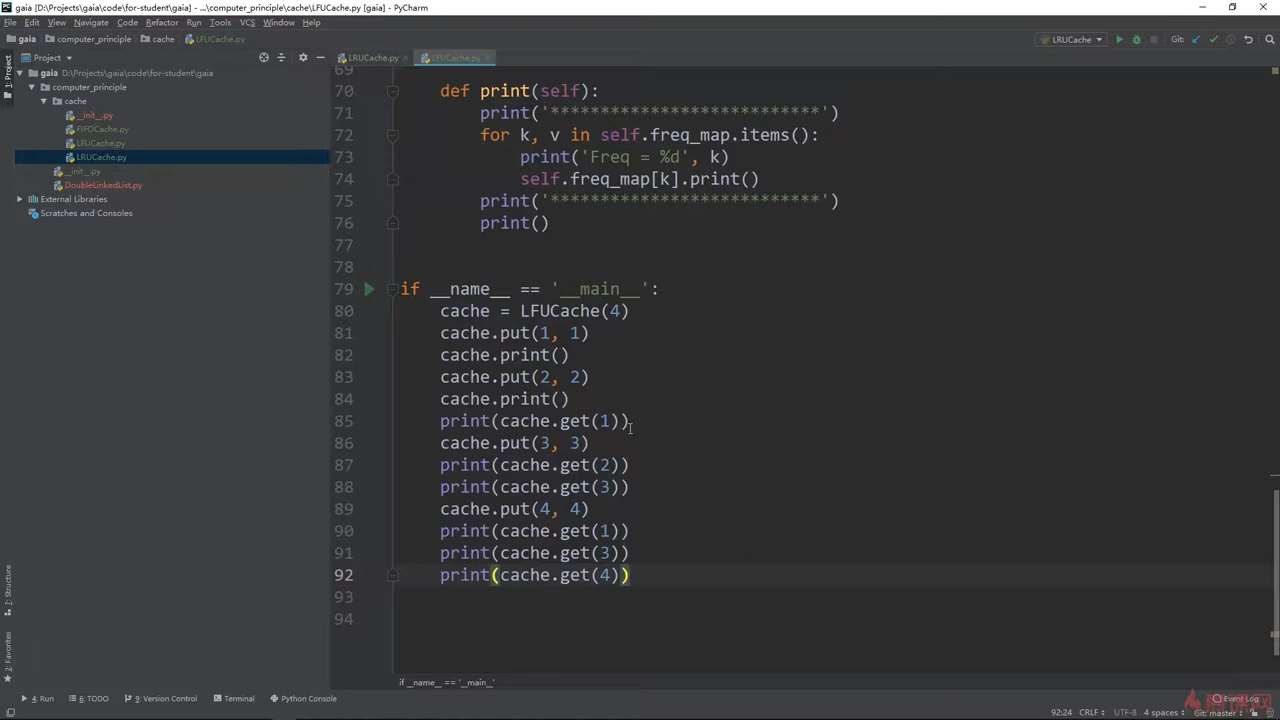 gaia [D:\Projects\gaia\code\for-student\gaia] - ...\computer_principle\cache\LFUCache.py [gaia] - PyCharm
File Edit View Navigate Code Refactor Run Tools VCS Window Help
gaia computer_principle cache LFUCache.py LRUCache Git:
Project LRUCache.py LFUCache.py
1: Project
gaia D:\Projects\gaia\code\for-student\gaia
computer_principle
cache
__init__.py
FIFOCache.py
LFUCache.py
LRUCache.py
__init__.py
DoubleLinkedList.py
External Libraries
Scratches and Consoles
69
70 def print(self):
71 print('***************************')
72 for k, v in self.freq_map.items():
73 print('Freq = %d', k)
74 self.freq_map[k].print()
75 print('***************************')
76 print()
77
78
79 if __name__ == '__main__':
80 cache = LFUCache(4)
81 cache.put(1, 1)
82 cache.print()
83 cache.put(2, 2)
84 cache.print()
85 print(cache.get(1))
86 cache.put(3, 3)
87 print(cache.get(2))
88 print(cache.get(3))
89 cache.put(4, 4)
90 print(cache.get(1))
91 print(cache.get(3))
92 print(cache.get(4))
93
94
7: Structure
2: Favorites
if __name__ == '__main__'
4: Run 6: TODO 9: Version Control Terminal Python Console Event Log
92:24 CRLF UTF-8 4 spaces Git: master